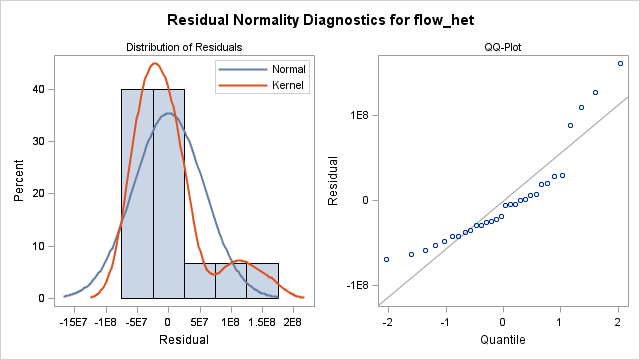 Residual Normality Diagnostics for flow_het
Distribution of Residuals
QQ-Plot
Normal
Kernel
40
30
20
10
0
Percent
-15E7 -1E8 -5E7 0 5E7 1E8 1.5E8 2E8
Residual
1E8
0
-1E8
Residual
-2 -1 0 1 2
Quantile